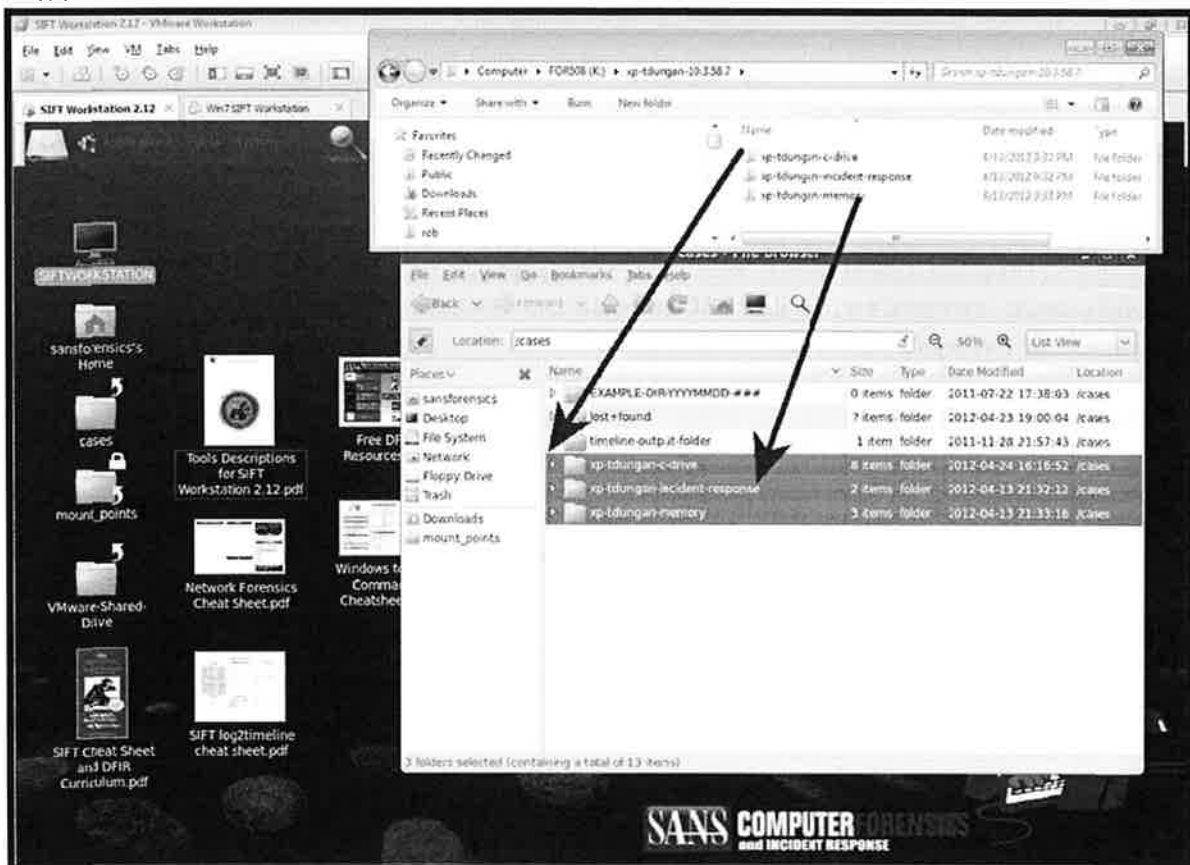 SIFT Workstation 2.12 - VMware Workstation
File Edit View VM Tabs Help
SIFT Workstation 2.12
Win7 SIFT Workstation
Computer ▸ FOR508 (K:) ▸ xp-tdungan-10.3.58.7 ▸
Organize Share with Burn New folder
Favorites
Recently Changed
Public
Downloads
Recent Places
rob
Name Date modified Type
xp-tdungan-c-drive File folder
xp-tdungan-incident-response File folder
xp-tdungan-memor File folder
cases - File Browser
File Edit View Go Bookmarks Tabs Help
Back
Location: /cases
50% List View
Places
sansforensics
Desktop
File System
Network
Floppy Drive
Trash
Downloads
mount_points
Name Size Type Date Modified Location
EXAMPLE-DIR-YYYYMMDD-### 0 items folder 2011-07-22 17:38:03 /cases
lost+found ? items folder 2012-04-23 19:00:04 /cases
timeline-output-folder 1 item folder 2011-11-28 21:57:43 /cases
xp-tdungan-c-drive 8 items folder 2012-04-24 16:16:52 /cases
xp-tdungan-incident-response 2 items folder 2012-04-13 21:32:12 /cases
xp-tdungan-memory 3 items folder 2012-04-13 21:33:16 /cases
3 folders selected (containing a total of 13 items)
SIFTWORKSTATION
sansforensics's
Home
cases
mount_points
VMware-Shared-
Drive
SIFT Cheat Sheet
and DFIR
Curriculum.pdf
Tools Descriptions
for SIFT
Workstation 2.12.pdf
Network Forensics
Cheat Sheet.pdf
SIFT log2timeline
cheat sheet.pdf
Free DF
Resources
Windows to
Comma
Cheatshee
SANS COMPUTER FORENSICS
and INCIDENT RESPONSE